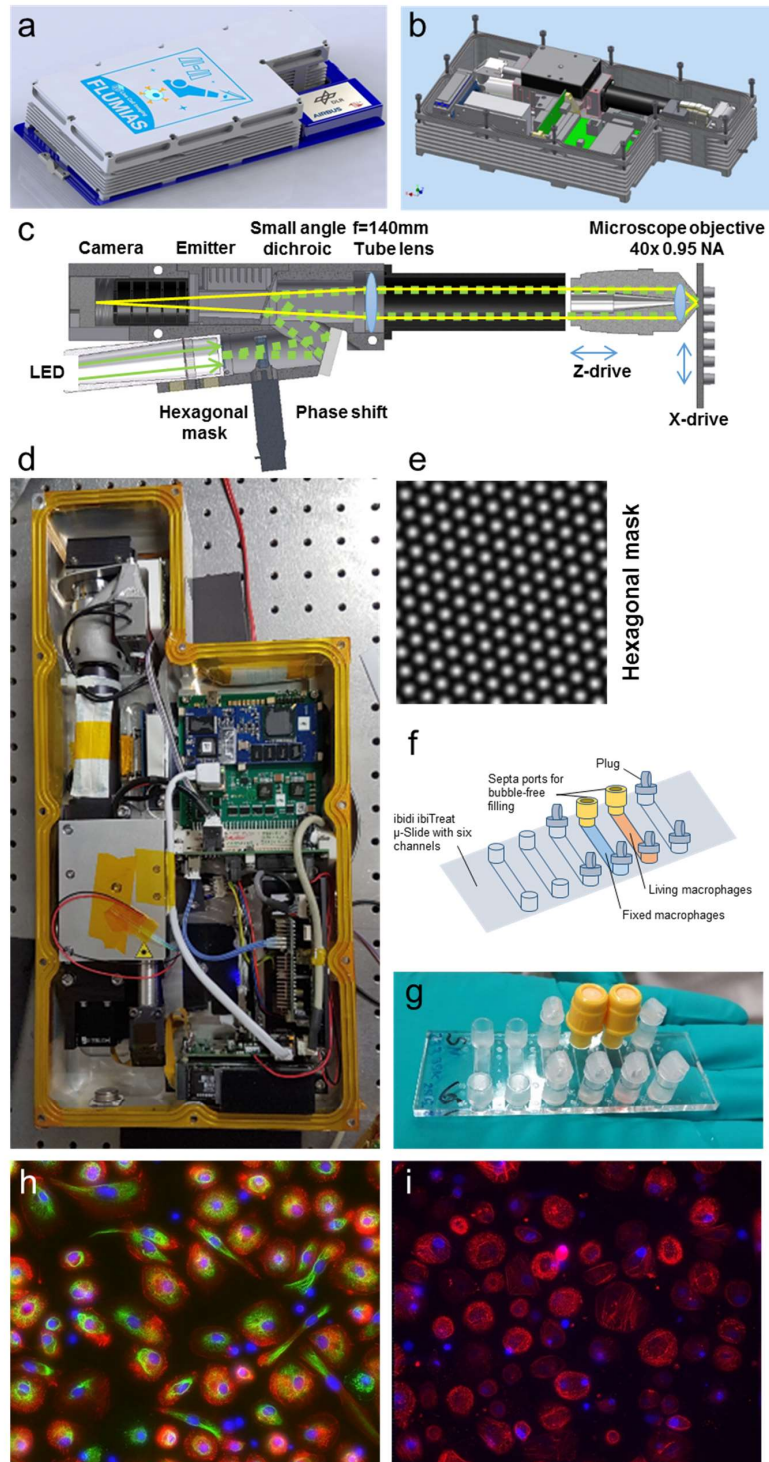 a
FLUMIAS
DLR
AIRBUS
b
c
Camera
Emitter
Small angle
dichroic
f=140mm
Tube lens
Microscope objective
40x 0.95 NA
LED
Hexagonal
mask
Phase shift
Z-drive
X-drive
d
e
Hexagonal mask
f
Plug
Septa ports for
bubble-free
filling
ibidi ibiTreat
µ-Slide with six
channels
Living macrophages
Fixed macrophages
g
h
i